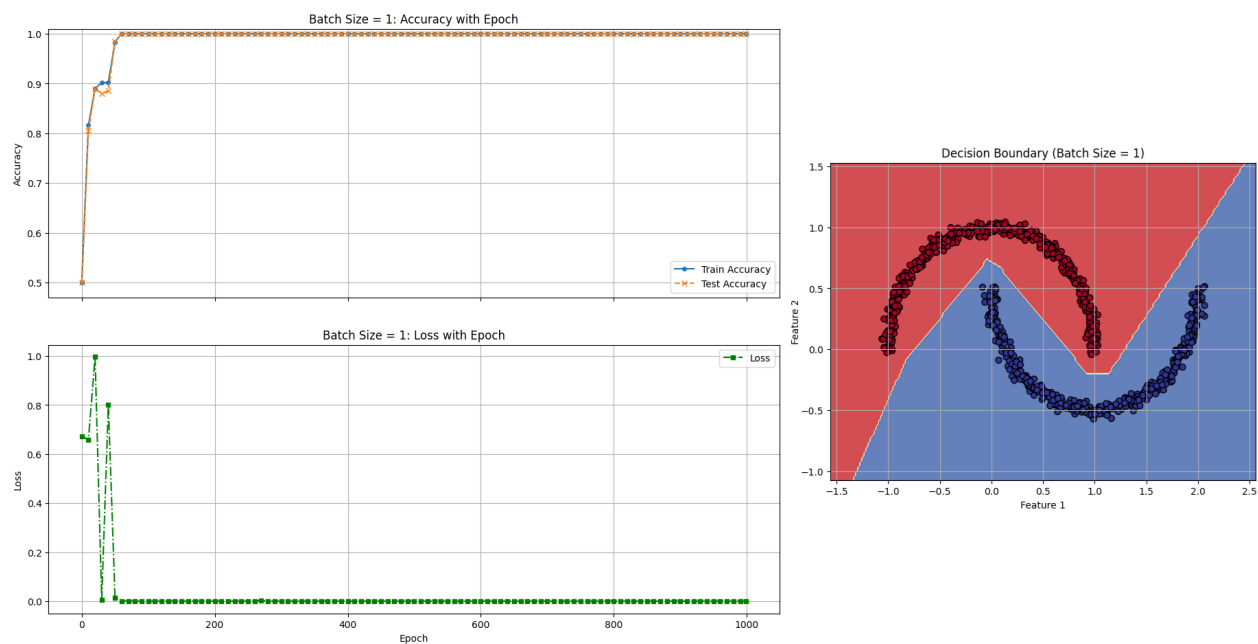 Batch Size = 1: Accuracy with Epoch
1.0
0.9
0.8
0.7
0.6
0.5
Accuracy
Train Accuracy
Test Accuracy
Batch Size = 1: Loss with Epoch
1.0
0.8
0.6
0.4
0.2
0.0
Loss
Loss
0 200 400 600 800 1000
Epoch
Decision Boundary (Batch Size = 1)
1.5
1.0
0.5
0.0
−0.5
−1.0
Feature 2
−1.5 −1.0 −0.5 0.0 0.5 1.0 1.5 2.0 2.5
Feature 1